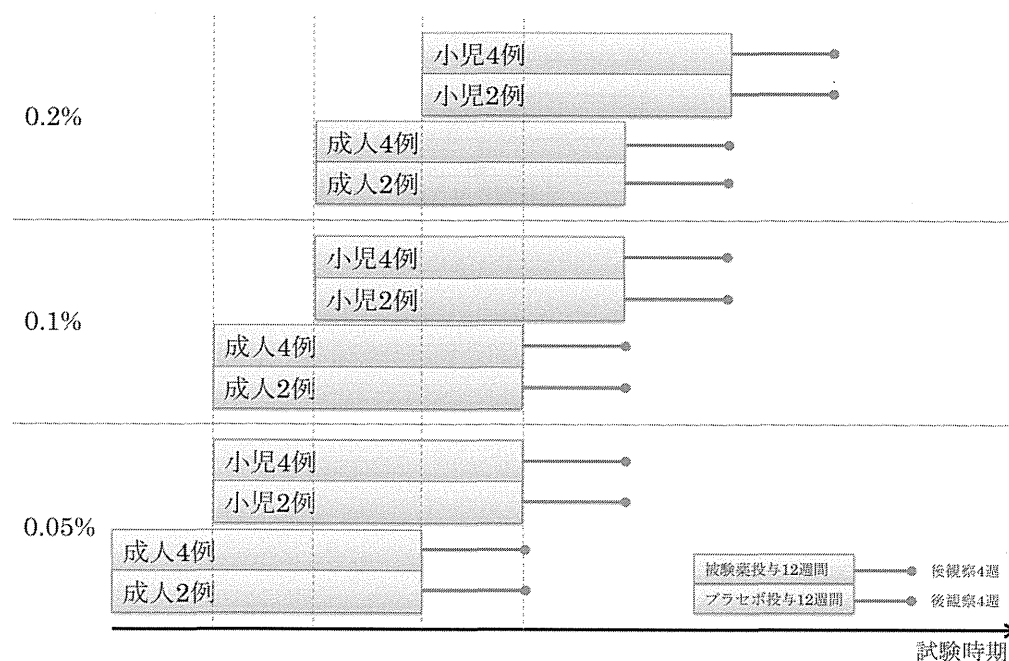 小児4例
小児2例
0.2%
成人4例
成人2例
小児4例
小児2例
0.1%
成人4例
成人2例
小児4例
小児2例
0.05%
成人4例
成人2例
被験薬投与12週間
後観察4週
プラセボ投与12週間
後観察4週
試験時期